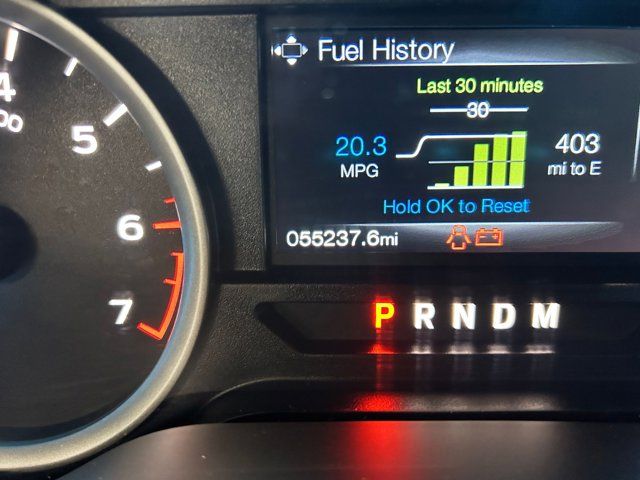 Fuel History
Last 30 minutes
30
20.3
MPG
403
mi to E
Hold OK to Reset
055237.6mi
P R N D M
4
00
5
6
7